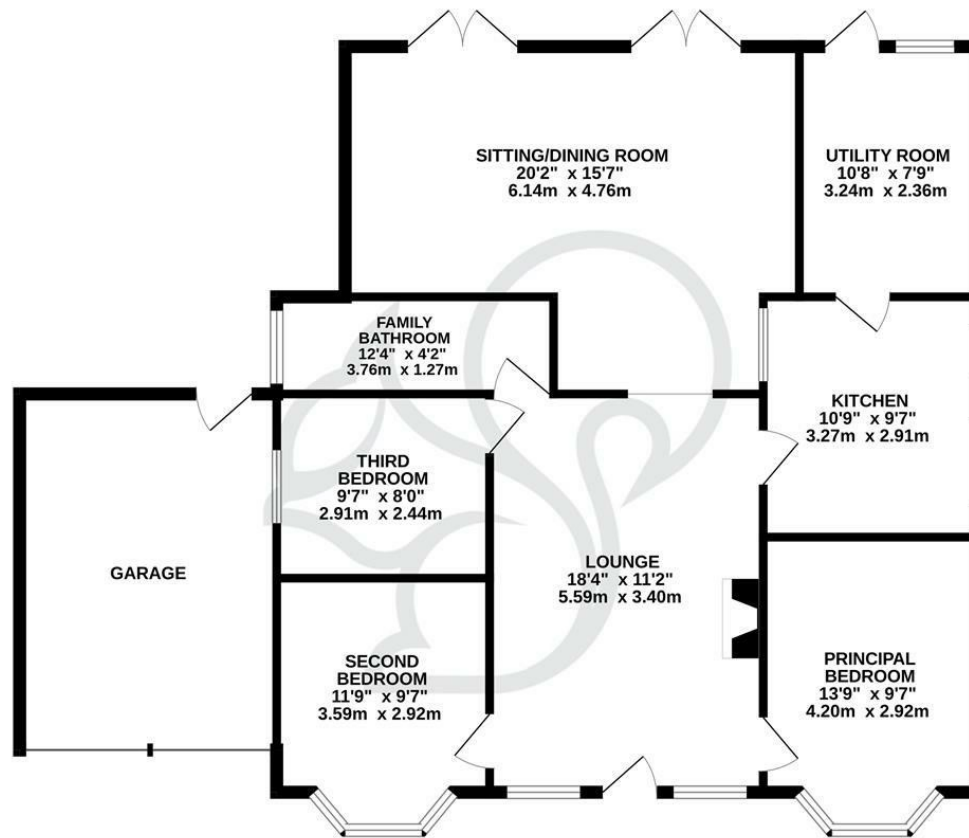 SITTING/DINING ROOM
20'2" x 15'7"
6.14m x 4.76m
UTILITY ROOM
10'8" x 7'9"
3.24m x 2.36m
FAMILY
BATHROOM
12'4" x 4'2"
3.76m x 1.27m
KITCHEN
10'9" x 9'7"
3.27m x 2.91m
THIRD
BEDROOM
9'7" x 8'0"
2.91m x 2.44m
GARAGE
LOUNGE
18'4" x 11'2"
5.59m x 3.40m
SECOND
BEDROOM
11'9" x 9'7"
3.59m x 2.92m
PRINCIPAL
BEDROOM
13'9" x 9'7"
4.20m x 2.92m